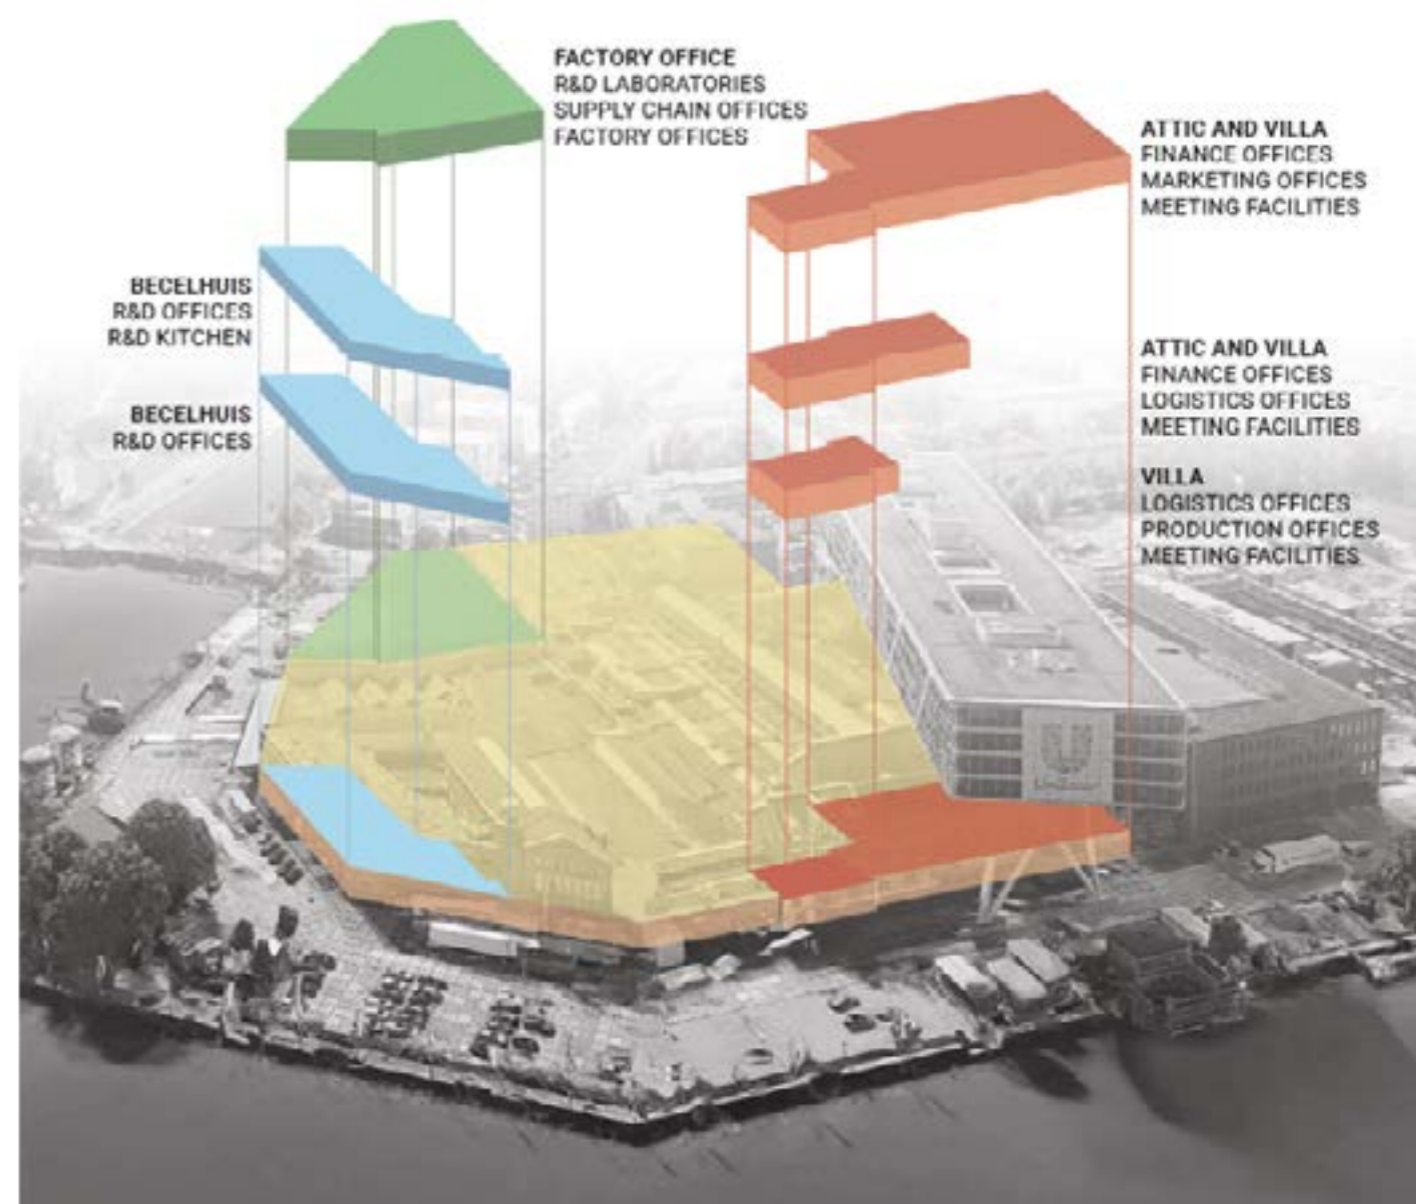 FACTORY OFFICE
R&D LABORATORIES
SUPPLY CHAIN OFFICES
FACTORY OFFICES
ATTIC AND VILLA
FINANCE OFFICES
MARKETING OFFICES
MEETING FACILITIES
BECELHUIS
R&D OFFICES
R&D KITCHEN
ATTIC AND VILLA
FINANCE OFFICES
LOGISTICS OFFICES
MEETING FACILITIES
BECELHUIS
R&D OFFICES
VILLA
LOGISTICS OFFICES
PRODUCTION OFFICES
MEETING FACILITIES